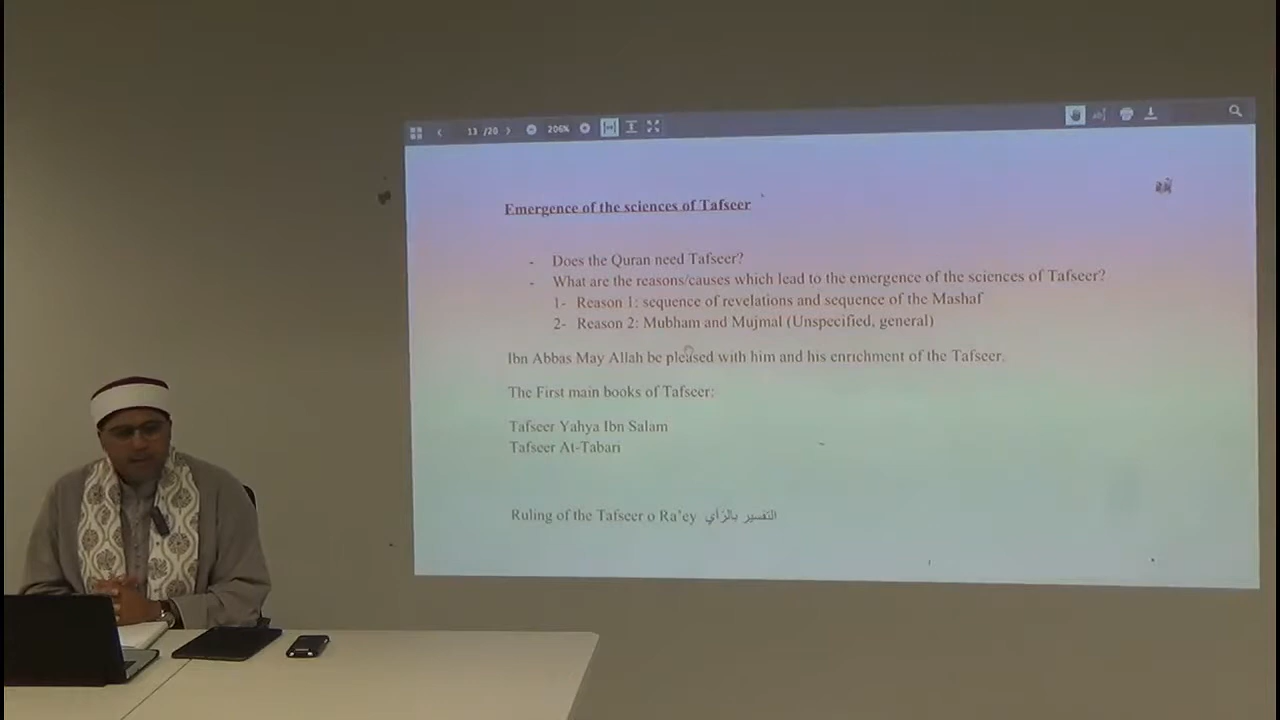 11 /20
206%
ab|
Emergence of the sciences of Tafseer
- Does the Quran need Tafseer?
- What are the reasons/causes which lead to the emergence of the sciences of Tafseer?
1- Reason 1: sequence of revelations and sequence of the Mashaf
2- Reason 2: Mubham and Mujmal (Unspecified, general)
Ibn Abbas May Allah be pleased with him and his enrichment of the Tafseer.
The First main books of Tafseer:
Tafseer Yahya Ibn Salam
Tafseer At-Tabari
Ruling of the Tafseer o Ra’ey التفسير بالرّأي